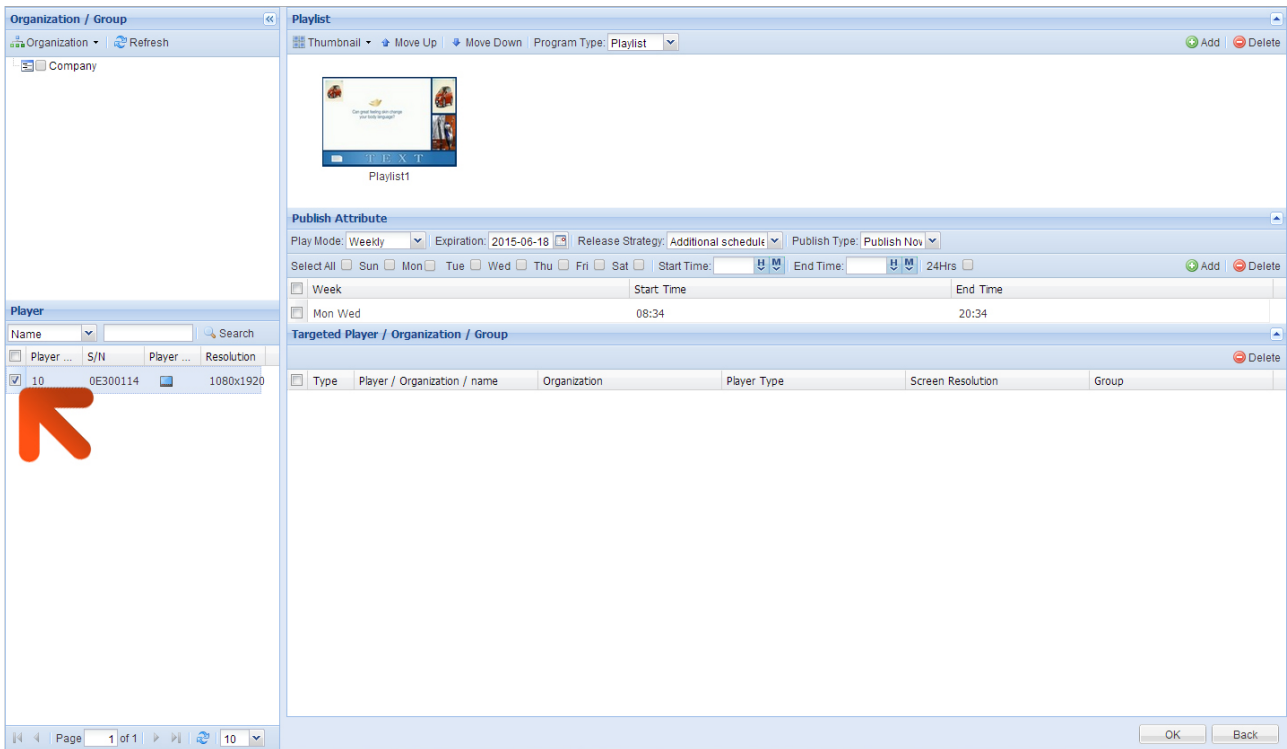 Organization / Group
Organization Refresh
Company
Player
Name Search
Player ... S/N Player ... Resolution
10 0E300114 1080x1920
Page 1 of 1 10
Playlist
Thumbnail Move Up Move Down Program Type: Playlist Add Delete
Can great feeling skin change
your body language?
TEXT
Playlist1
Publish Attribute
Play Mode: Weekly Expiration: 2015-06-18 Release Strategy: Additional schedule Publish Type: Publish Nov
Select All Sun Mon Tue Wed Thu Fri Sat Start Time: H M End Time: H M 24Hrs Add Delete
Week Start Time End Time
Mon Wed 08:34 20:34
Targeted Player / Organization / Group
Delete
Type Player / Organization / name Organization Player Type Screen Resolution Group
OK Back